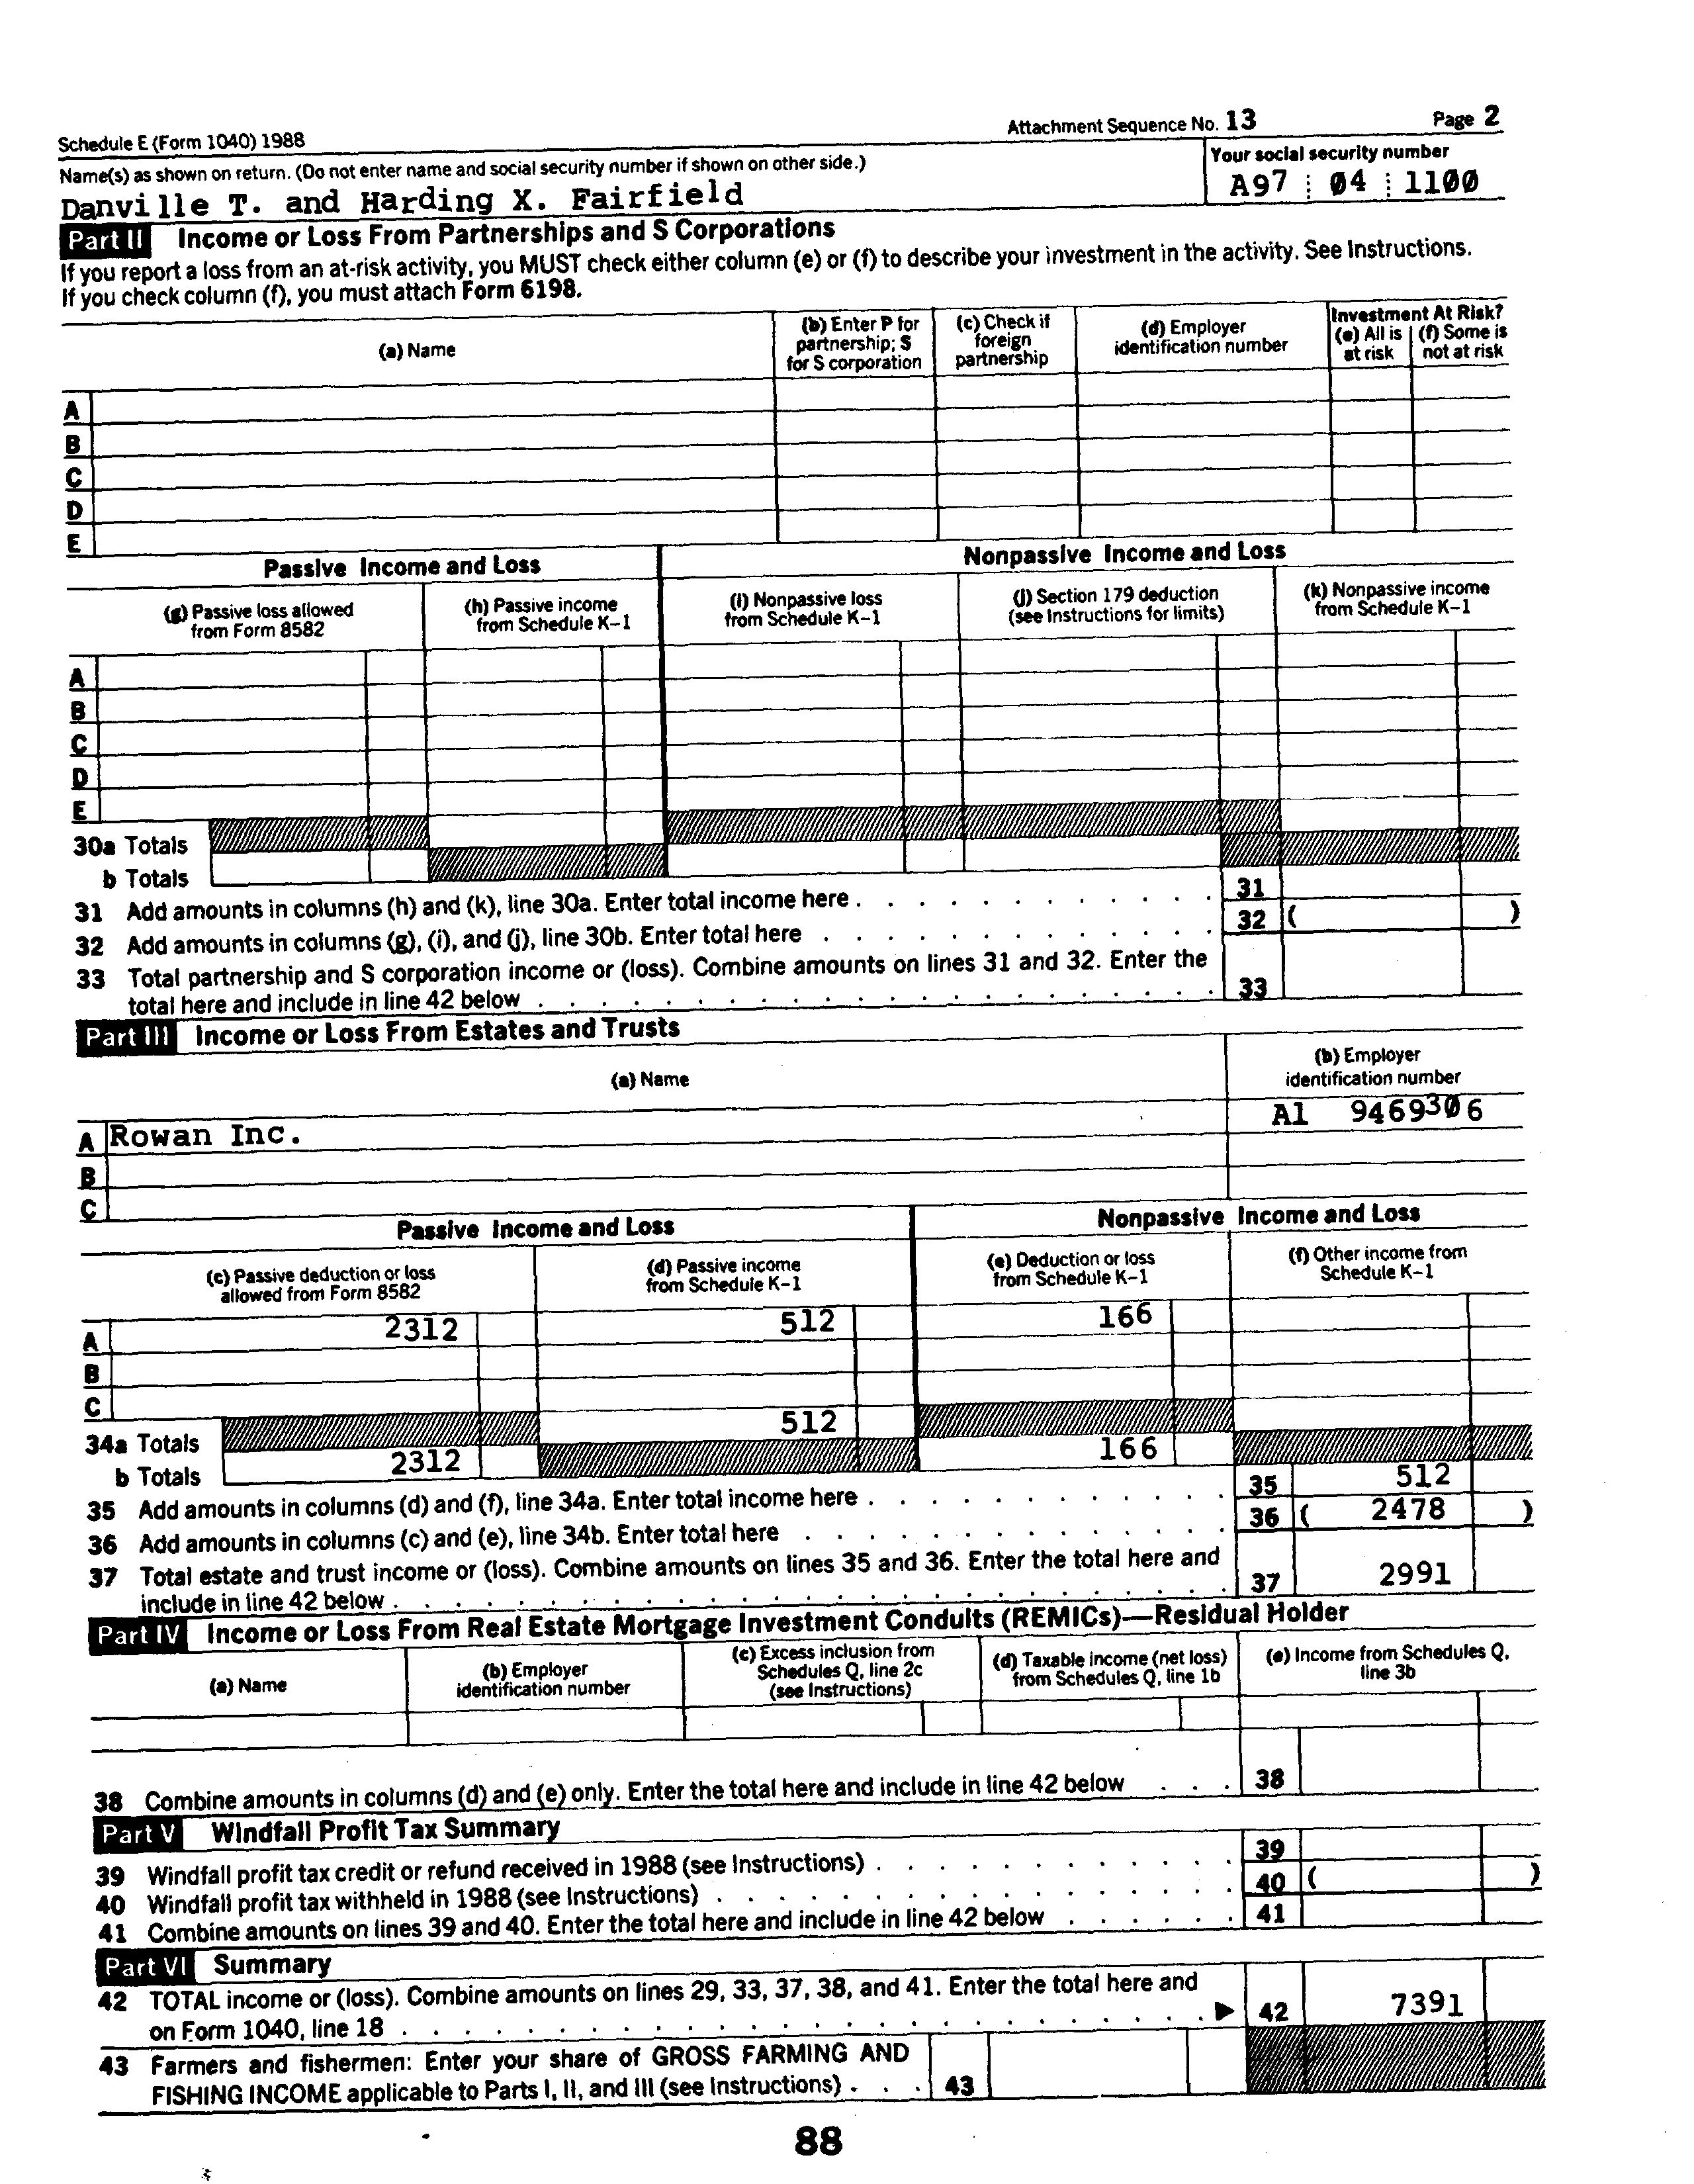 Schedule E (Form 1040) 1988 Attachment Sequence No. 13 Page 2
Name(s) as shown on return. (Do not enter name and social security number if shown on other side.) Your social security number
Danville T. and Harding X. Fairfield A97 04 1100
Part II Income or Loss From Partnerships and S Corporations
If you report a loss from an at-risk activity, you MUST check either column (e) or (f) to describe your investment in the activity. See Instructions.
If you check column (f), you must attach Form 6198.
(a) Name
(b) Enter P for partnership; S for S corporation
(c) Check if foreign partnership
(d) Employer identification number
Investment At Risk?
(e) All is at risk
(f) Some is not at risk
A
B
C
D
E
Passive Income and Loss Nonpassive Income and Loss
(g) Passive loss allowed from Form 8582
(h) Passive income from Schedule K–1
(i) Nonpassive loss from Schedule K–1
(j) Section 179 deduction (see Instructions for limits)
(k) Nonpassive income from Schedule K–1
A
B
C
D
E
30a Totals
b Totals
31 Add amounts in columns (h) and (k), line 30a. Enter total income here . . . 31
32 Add amounts in columns (g), (i), and (j), line 30b. Enter total here . . . 32 ( )
33 Total partnership and S corporation income or (loss). Combine amounts on lines 31 and 32. Enter the
total here and include in line 42 below . . . 33
Part III Income or Loss From Estates and Trusts
(a) Name
(b) Employer identification number
A Rowan Inc. A1 9469306
B
C
Passive Income and Loss Nonpassive Income and Loss
(c) Passive deduction or loss allowed from Form 8582
(d) Passive income from Schedule K–1
(e) Deduction or loss from Schedule K–1
(f) Other income from Schedule K–1
A 2312 512 166
B
C
34a Totals 512
b Totals 2312 166
35 Add amounts in columns (d) and (f), line 34a. Enter total income here . . . 35 512
36 Add amounts in columns (c) and (e), line 34b. Enter total here . . . 36 ( 2478 )
37 Total estate and trust income or (loss). Combine amounts on lines 35 and 36. Enter the total here and
include in line 42 below . . . 37 2991
Part IV Income or Loss From Real Estate Mortgage Investment Conduits (REMICs)—Residual Holder
(a) Name
(b) Employer identification number
(c) Excess inclusion from Schedules Q, line 2c (see Instructions)
(d) Taxable income (net loss) from Schedules Q, line 1b
(e) Income from Schedules Q, line 3b
38 Combine amounts in columns (d) and (e) only. Enter the total here and include in line 42 below . . . 38
Part V Windfall Profit Tax Summary
39 Windfall profit tax credit or refund received in 1988 (see Instructions) . . . 39
40 Windfall profit tax withheld in 1988 (see Instructions) . . . 40 ( )
41 Combine amounts on lines 39 and 40. Enter the total here and include in line 42 below . . . 41
Part VI Summary
42 TOTAL income or (loss). Combine amounts on lines 29, 33, 37, 38, and 41. Enter the total here and
on Form 1040, line 18 . . . ► 42 7391
43 Farmers and fishermen: Enter your share of GROSS FARMING AND
FISHING INCOME applicable to Parts I, II, and III (see Instructions) . . . 43
88